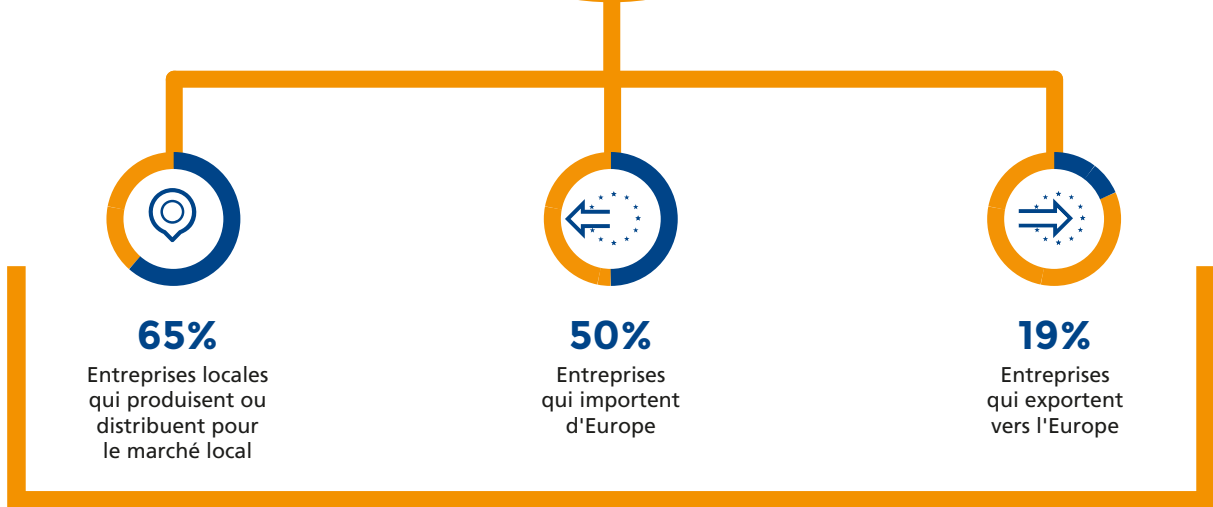 65%
Entreprises locales
qui produisent ou
distribuent pour
le marché local
50%
Entreprises
qui importent
d'Europe
19%
Entreprises
qui exportent
vers l'Europe